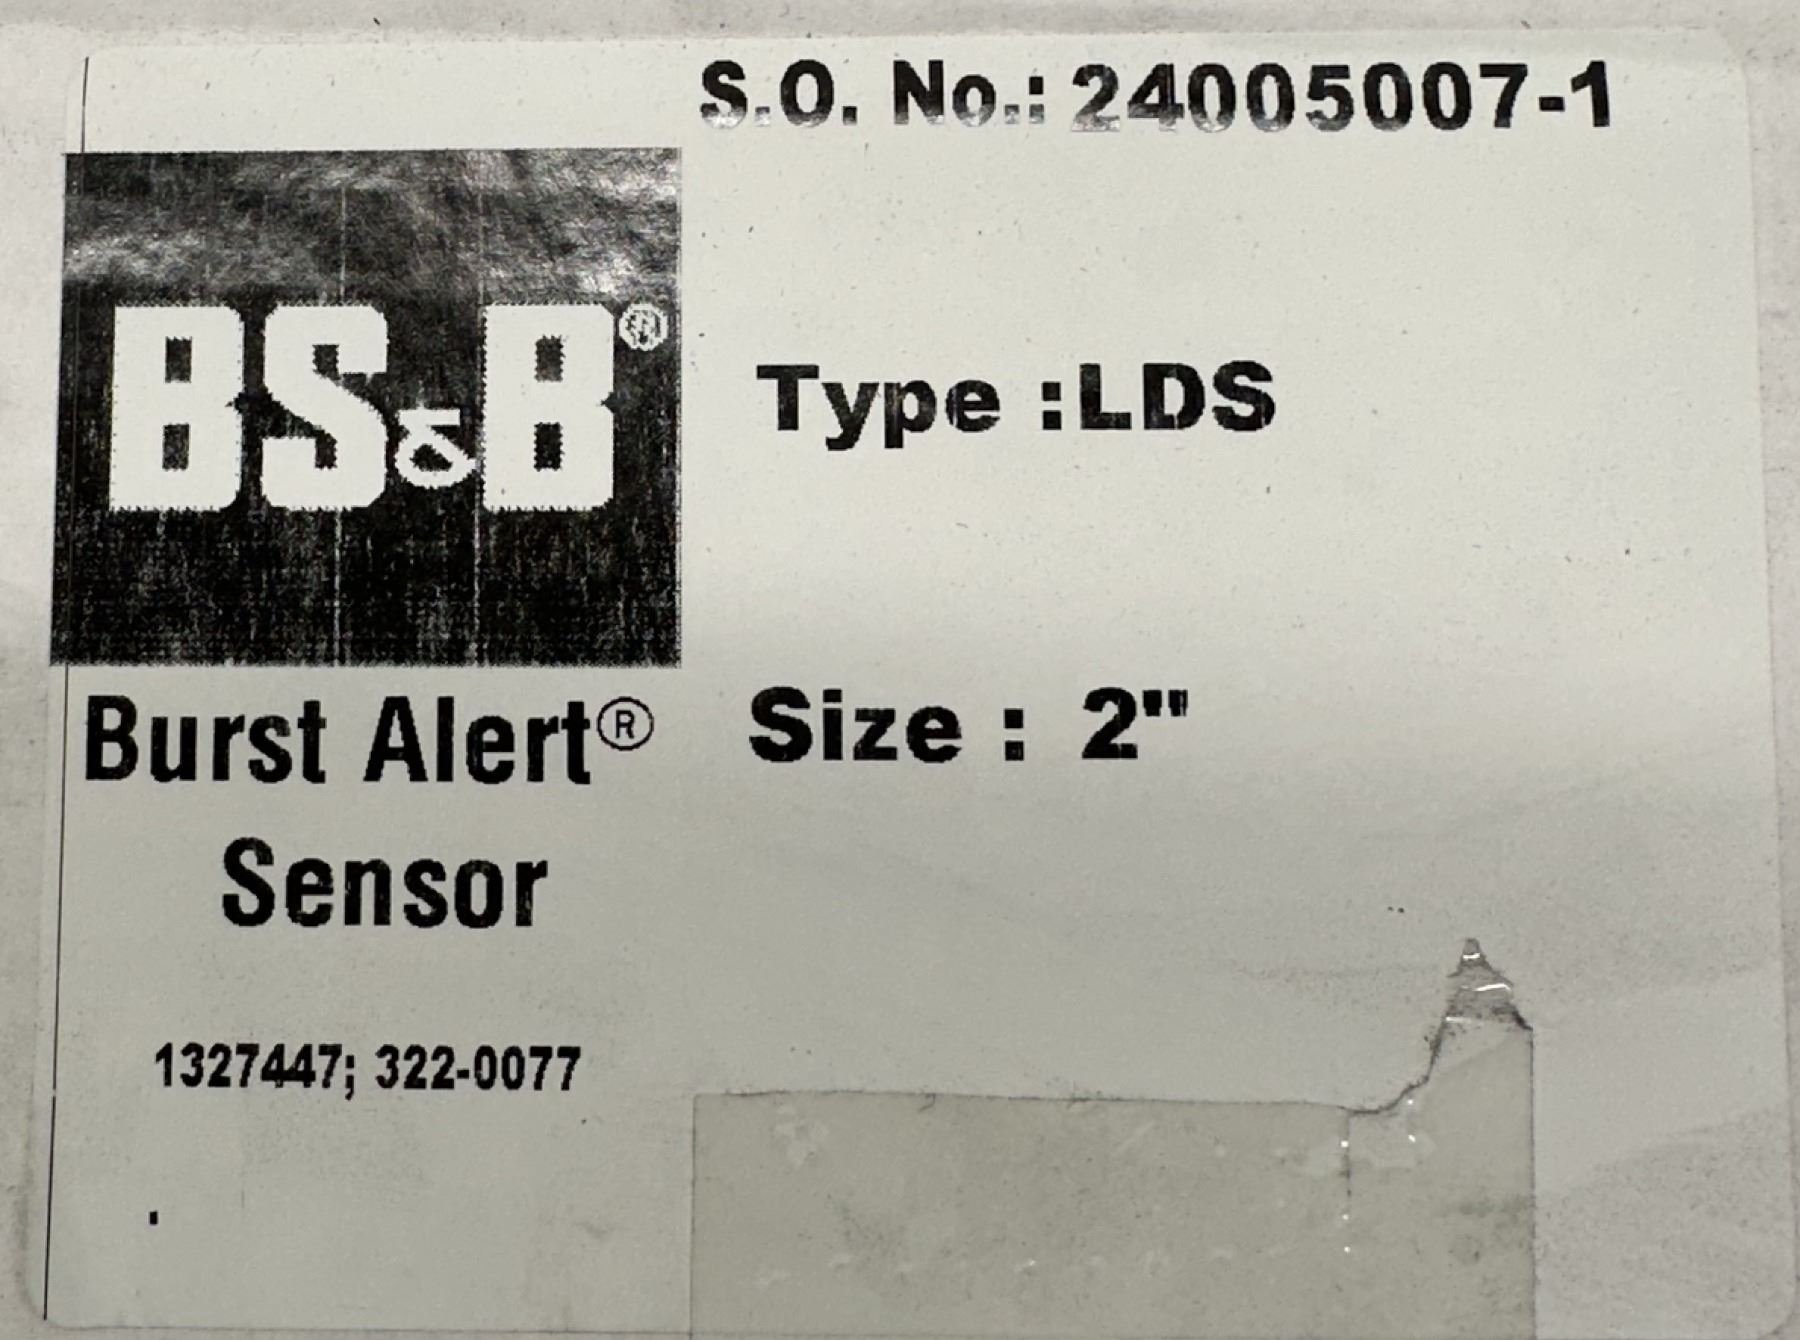 S.O. No.: 24005007-1
BS&B®
Type :LDS
Burst Alert®
Size : 2"
Sensor
1327447; 322-0077